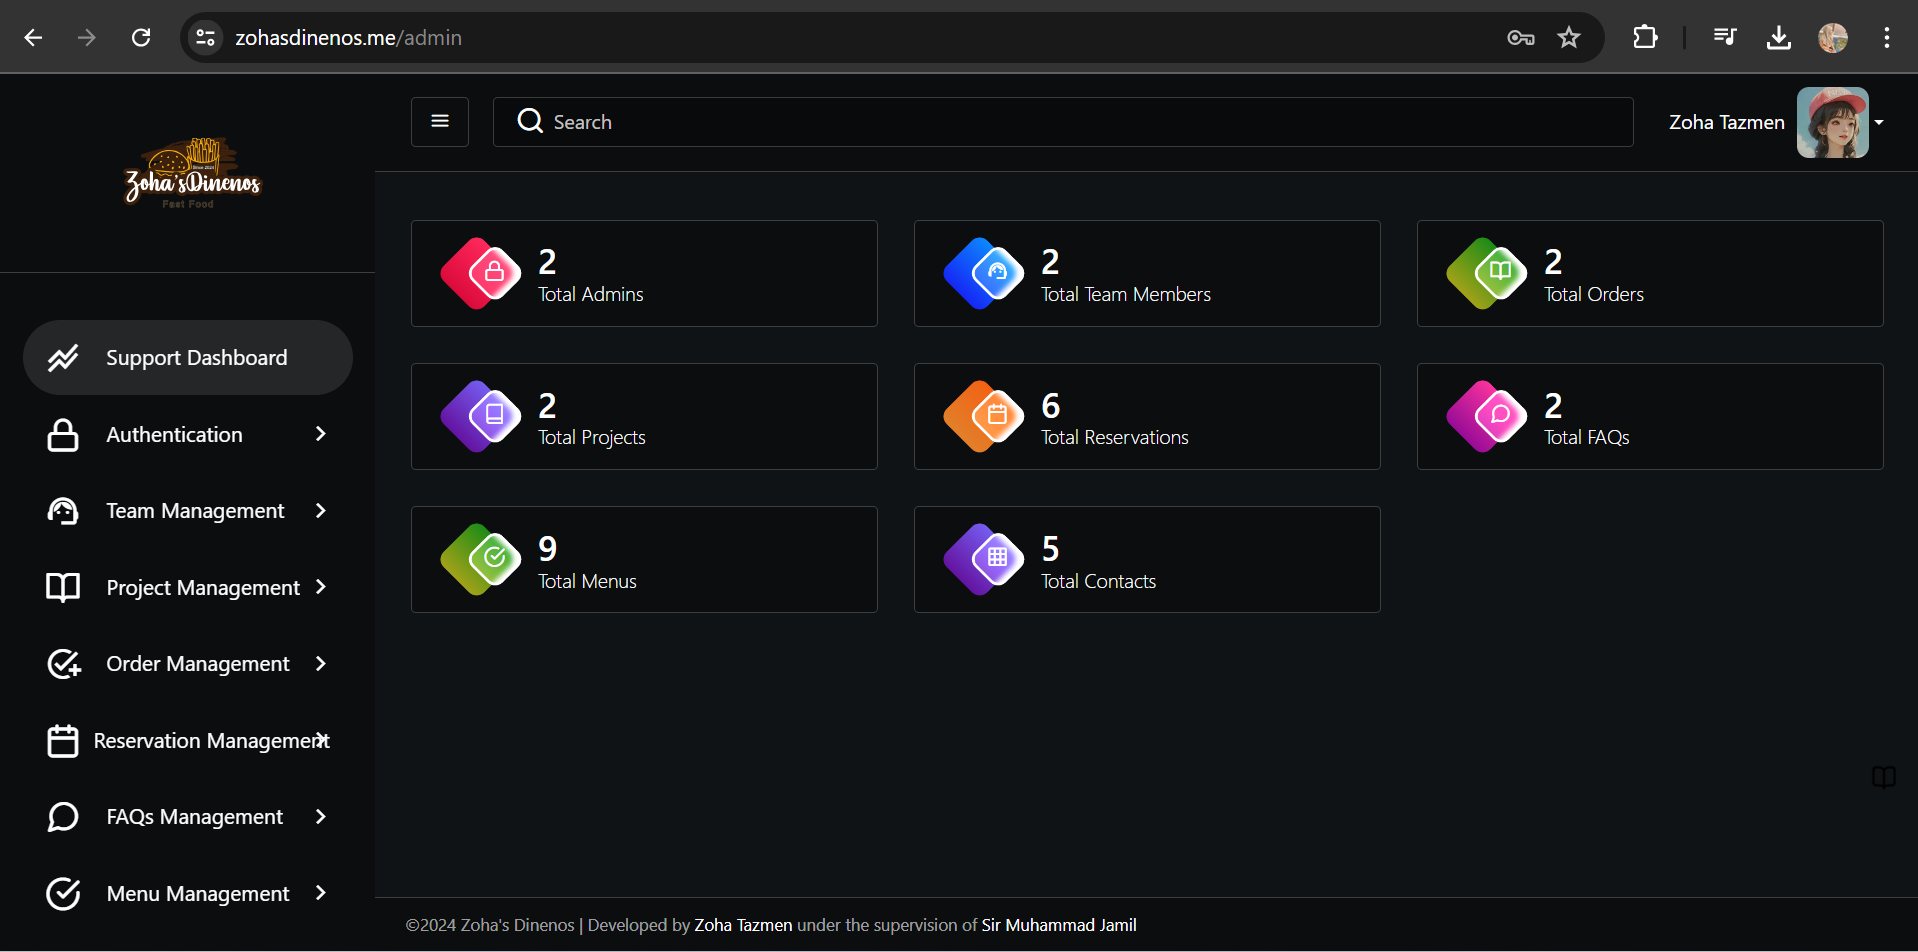 zohasdinenos.me/admin
Since 2024
Zoha'sDinenos
Fast Food
Search
Zoha Tazmen
Support Dashboard
Authentication
Team Management
Project Management
Order Management
Reservation Management
FAQs Management
Menu Management
2
Total Admins
2
Total Team Members
2
Total Orders
2
Total Projects
6
Total Reservations
2
Total FAQs
9
Total Menus
5
Total Contacts
©2024 Zoha's Dinenos | Developed by Zoha Tazmen under the supervision of Sir Muhammad Jamil